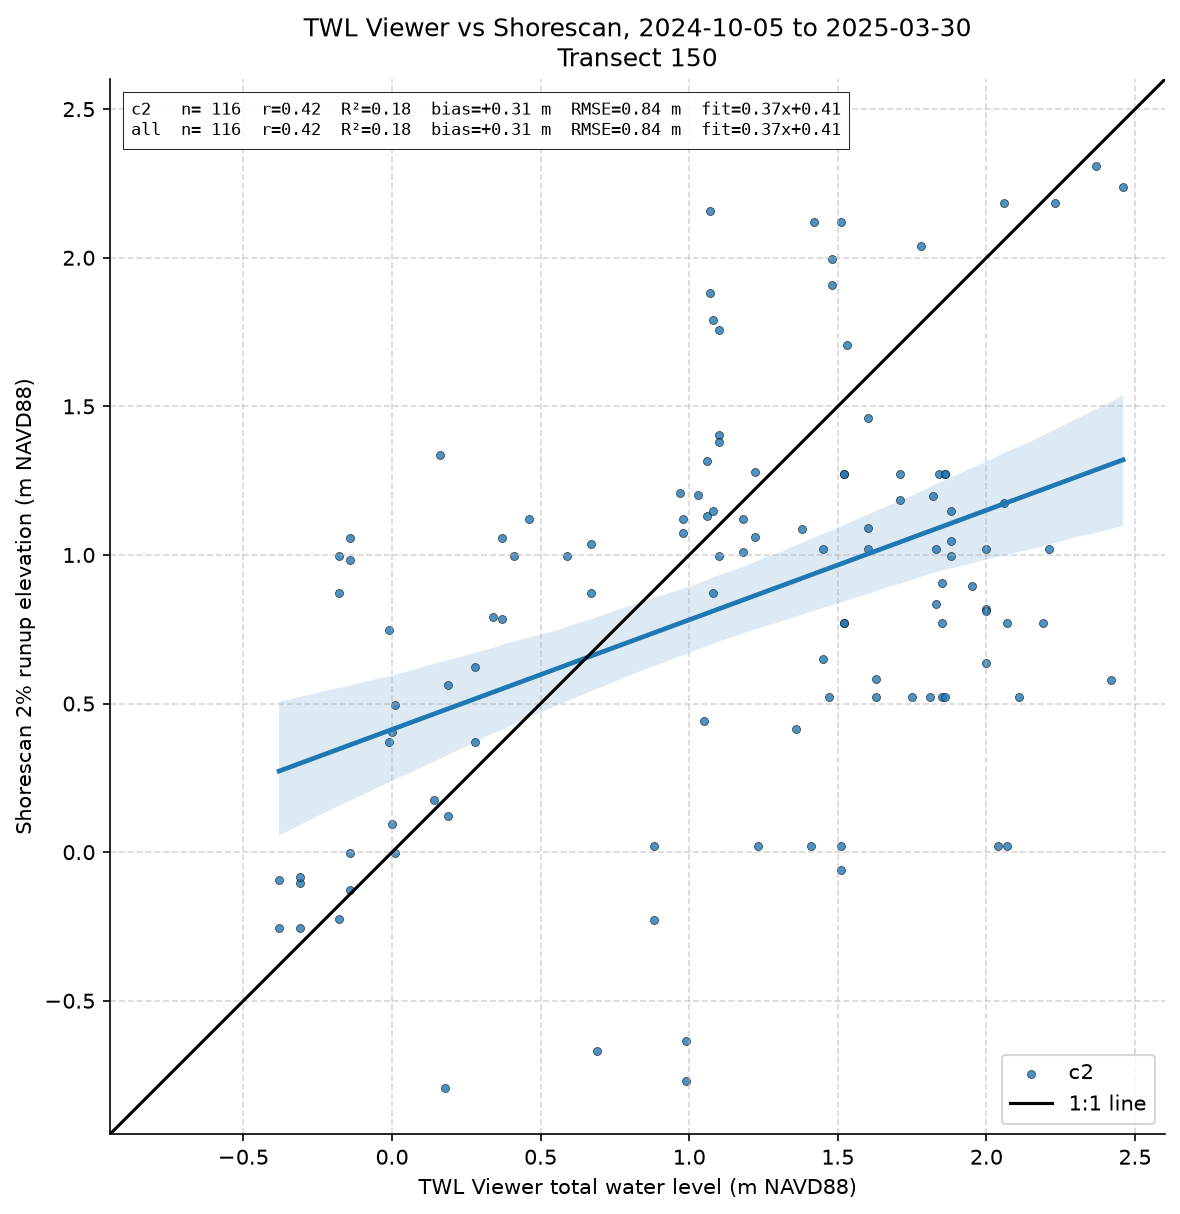 TWL Viewer vs Shorescan, 2024-10-05 to 2025-03-30
Transect 150
c2 n= 116 r=0.42 R²=0.18 bias=+0.31 m RMSE=0.84 m fit=0.37x+0.41
all n= 116 r=0.42 R²=0.18 bias=+0.31 m RMSE=0.84 m fit=0.37x+0.41
2.5
2.0
1.5
1.0
0.5
0.0
−0.5
Shorescan 2% runup elevation (m NAVD88)
c2
1:1 line
−0.5 0.0 0.5 1.0 1.5 2.0 2.5
TWL Viewer total water level (m NAVD88)